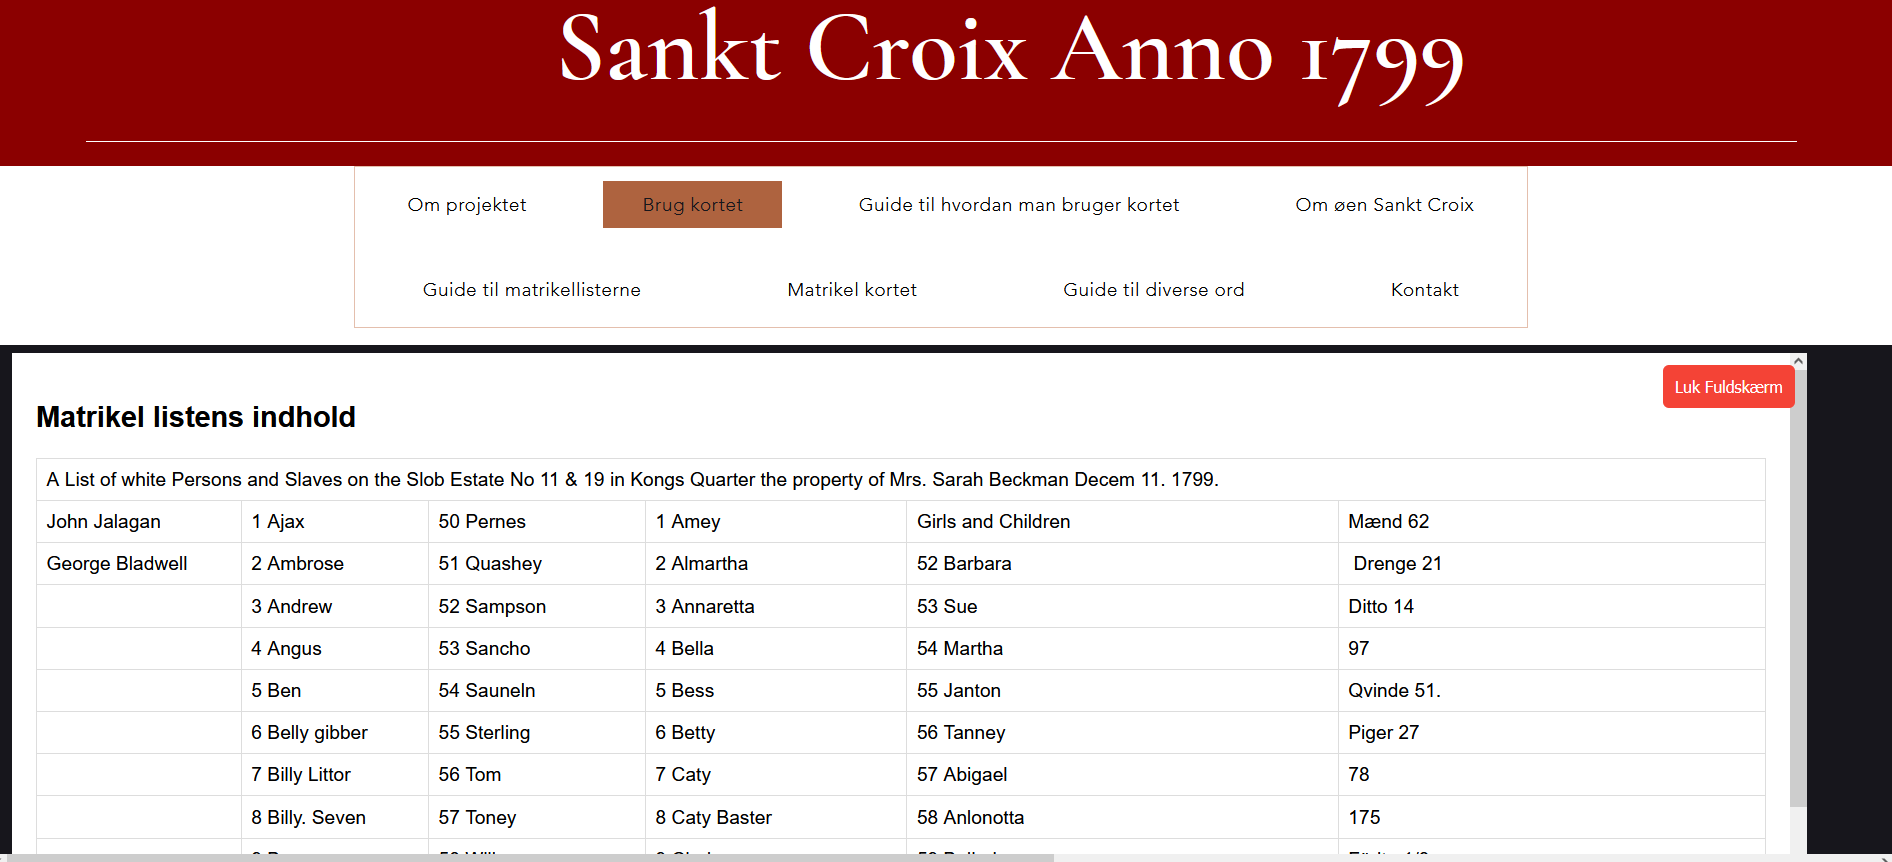 Sankt Croix Anno 1799
Om projektet Brug kortet Guide til hvordan man bruger kortet Om øen Sankt Croix
Guide til matrikellisterne Matrikel kortet Guide til diverse ord Kontakt
Luk Fuldskærm
Matrikel listens indhold
A List of white Persons and Slaves on the Slob Estate No 11 & 19 in Kongs Quarter the property of Mrs. Sarah Beckman Decem 11. 1799.
John Jalagan 1 Ajax 50 Pernes 1 Amey Girls and Children Mænd 62
George Bladwell 2 Ambrose 51 Quashey 2 Almartha 52 Barbara Drenge 21
3 Andrew 52 Sampson 3 Annaretta 53 Sue Ditto 14
4 Angus 53 Sancho 4 Bella 54 Martha 97
5 Ben 54 Sauneln 5 Bess 55 Janton Qvinde 51.
6 Belly gibber 55 Sterling 6 Betty 56 Tanney Piger 27
7 Billy Littor 56 Tom 7 Caty 57 Abigael 78
8 Billy. Seven 57 Toney 8 Caty Baster 58 Anlonotta 175